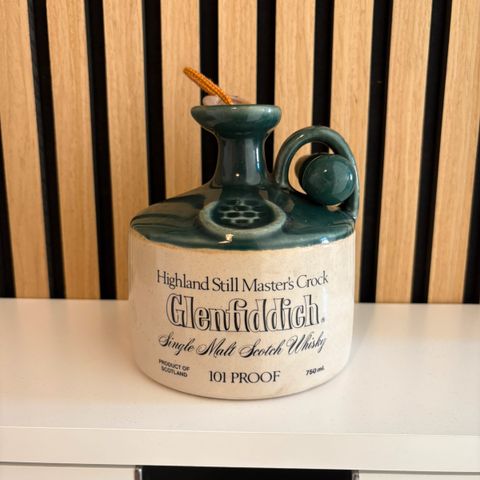 Highland Still Master's Crock
Glenfiddich®
Single Malt Scotch Whisky
PRODUCT OF
SCOTLAND
101 PROOF
750 mL